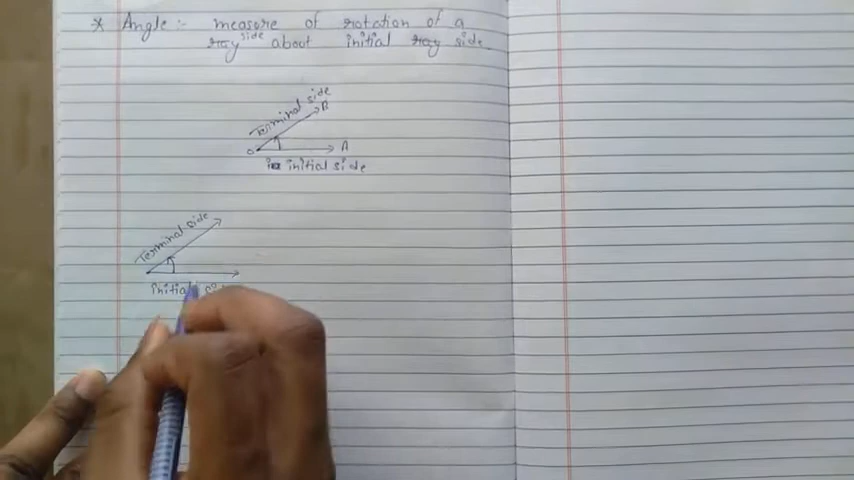 * Angle :- measure of rotation of a
ray side about initial ray side
Terminal side
B
O
A
initial side
Terminal side
initial